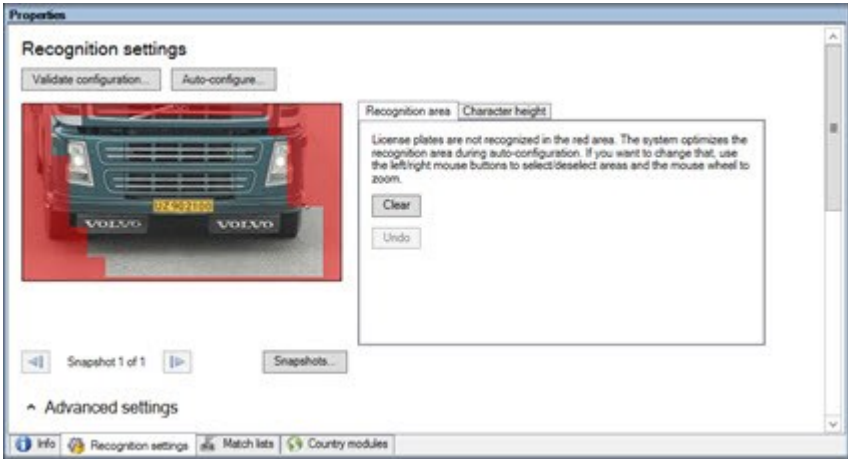 Properties
Recognition settings
Validate configuration...
Auto-configure...
Recognition area
Character height
License plates are not recognized in the red area. The system optimizes the
recognition area during auto-configuration. If you want to change that, use
the left/right mouse buttons to select/deselect areas and the mouse wheel to
zoom.
Clear
Undo
UZ 902100
VOLVO
VOLVO
Snapshot 1 of 1
Snapshots...
Advanced settings
Info
Recognition settings
Match lists
Country modules